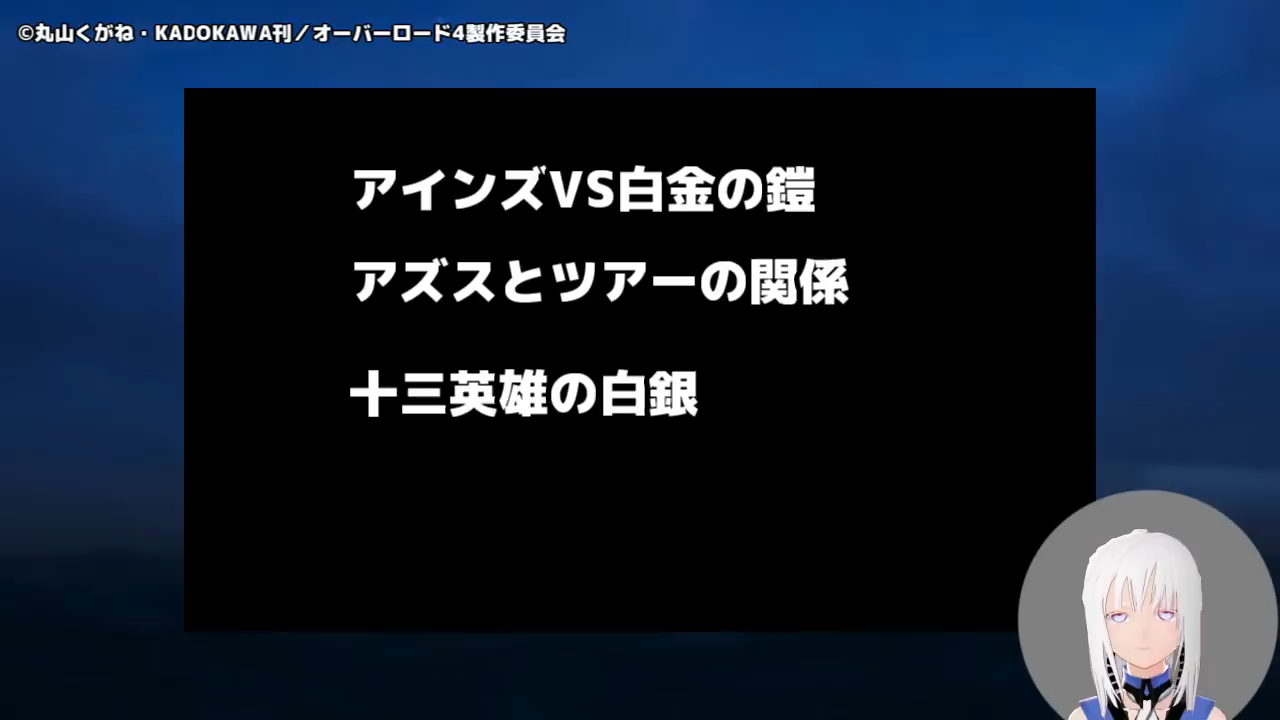 ©丸山くがね・KADOKAWA刊／オーバーロード4製作委員会
アインズVS白金の鎧
アズスとツアーの関係
十三英雄の白銀